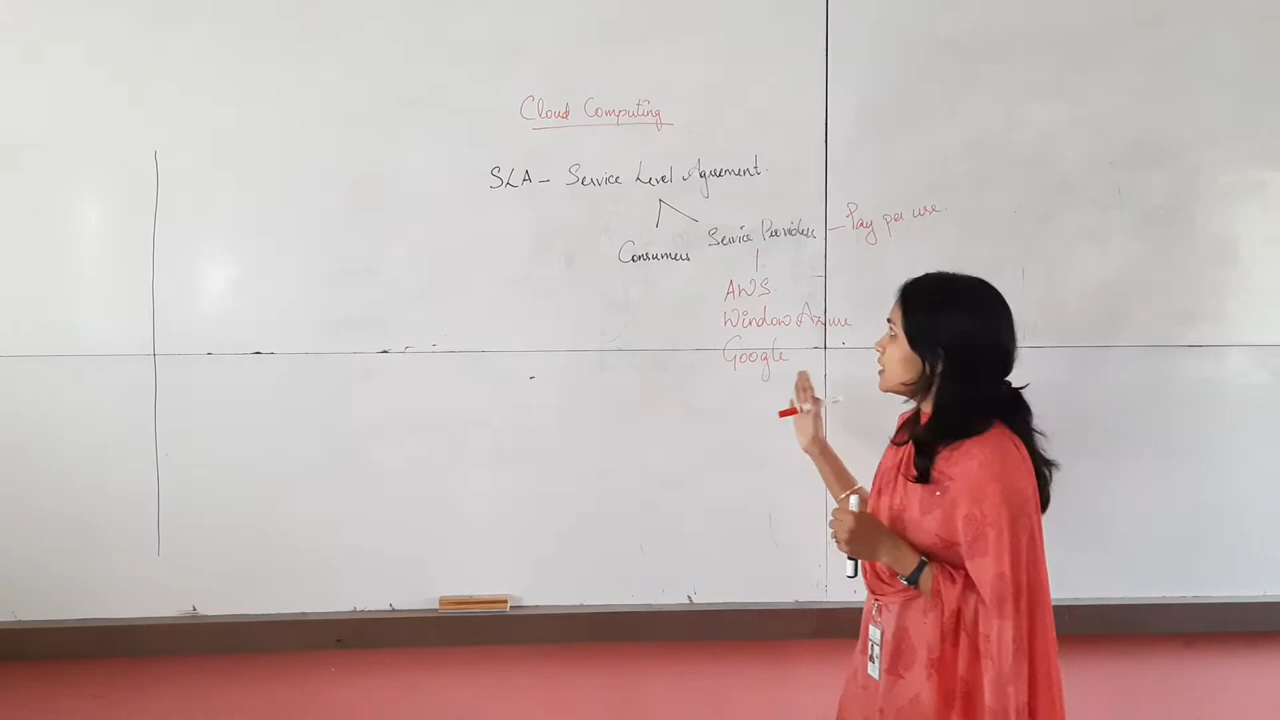 Cloud Computing
SLA - Service Level Agreement.
Service Providers - Pay per use.
Consumers
AWS
Window Azure
Google